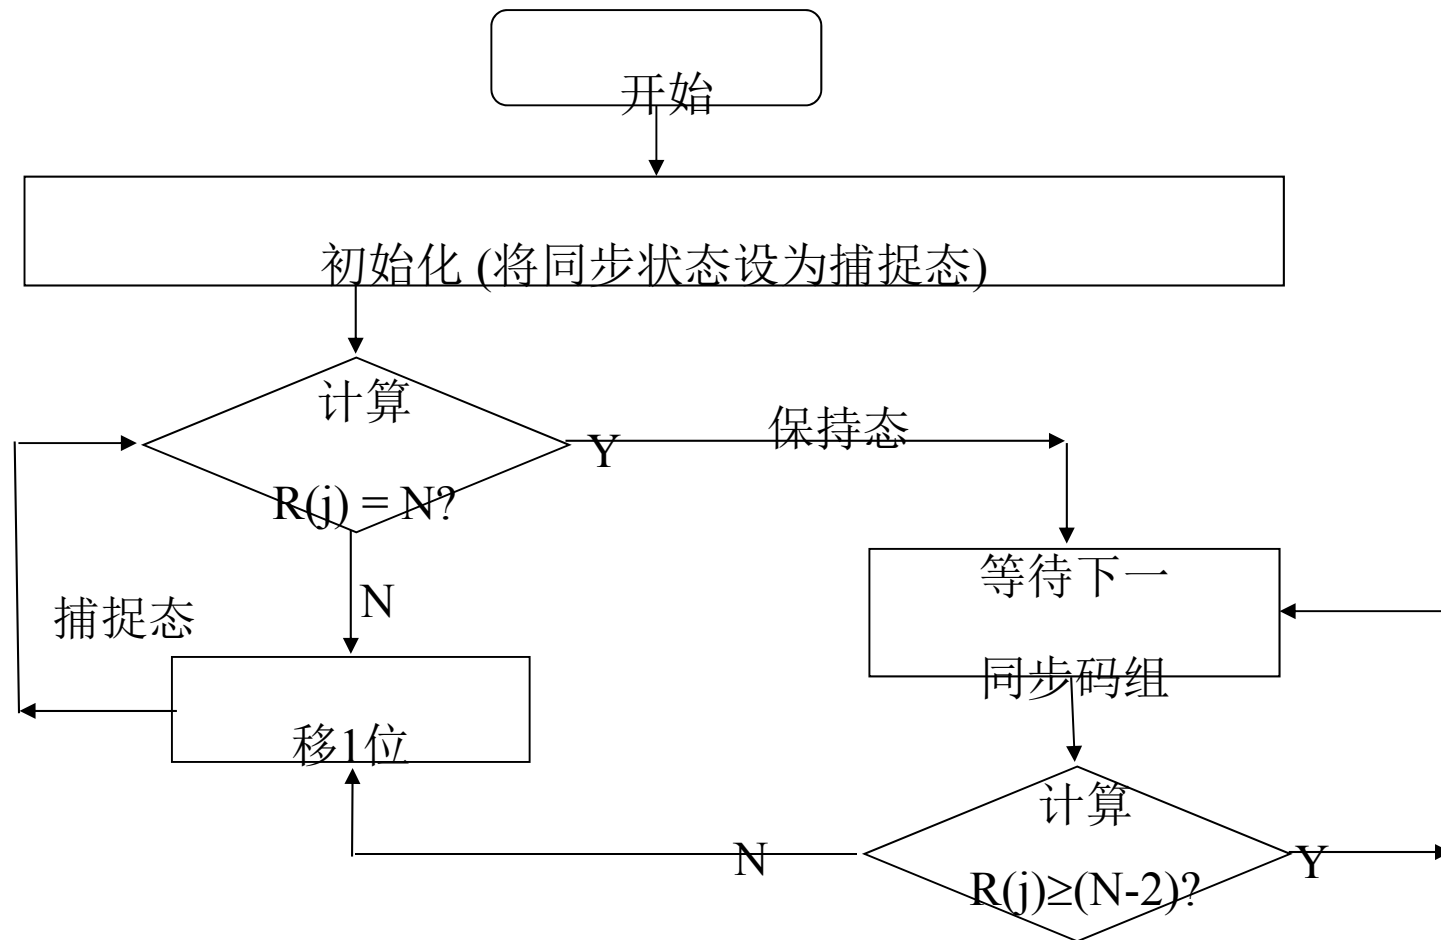 开始
初始化 (将同步状态设为捕捉态)
计算
R(j) = N?
Y
保持态
N
捕捉态
移1位
等待下一
同步码组
计算
R(j)≥(N-2)?
N
Y